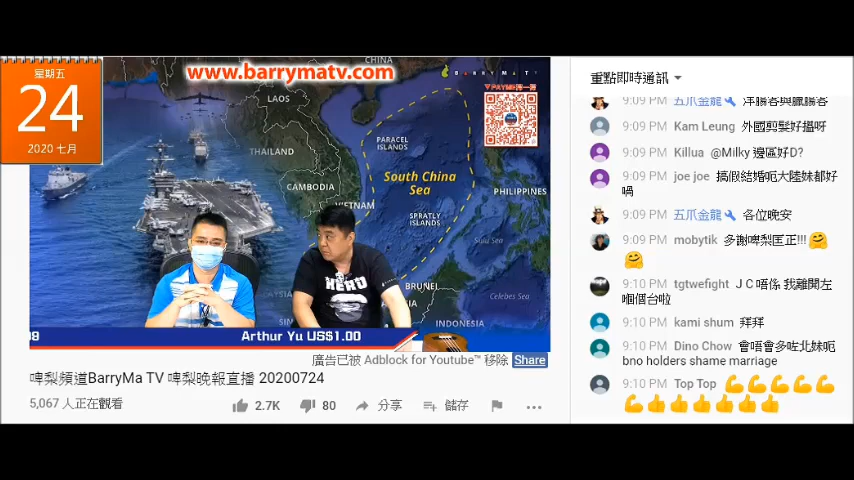 星期五
24
2020 七月
www.barrymatv.com
BARRYMATV
CHINA
LAOS
THAILAND
CAMBODIA
VIETNAM
PARACEL
ISLANDS
South China
Sea
SPRATLY
ISLANDS
PHILIPPINES
Sulu Sea
BRUNEI
Celebes Sea
INDONESIA
HERO
Arthur Yu US$1.00
廣告已被 Adblock for Youtube™ 移除 Share
啤梨頻道BarryMa TV 啤梨晚報直播 20200724
5,067 人正在觀看
2.7K
80
分享
儲存
重點即時通訊
9:09 PM 五爪金龍
9:09 PM Kam Leung 外國剪髮好搵呀
9:09 PM Killua @Milky 邊區好D?
9:09 PM joe joe 搞假結婚呃大陸妹都好
喎
9:09 PM 五爪金龍 各位晚安
9:09 PM mobytik 多謝啤梨匡正!!!🤗
🤗
9:10 PM tgtwefight J C 唔係 我離開左
嗰個台啦
9:10 PM kami shum 拜拜
9:10 PM Dino Chow 會唔會多咗北妹呃
bno holders shame marriage
9:10 PM Top Top 💪💪💪💪💪
💪👍👍👍👍👍👍